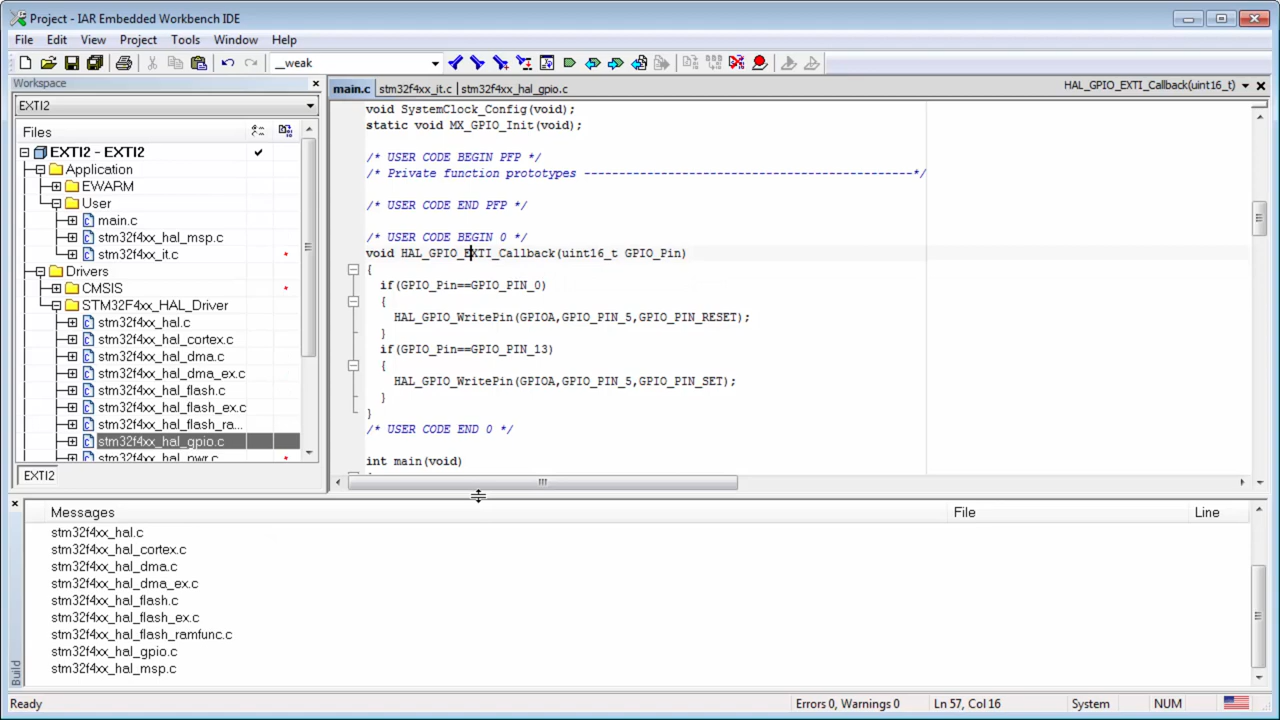 Project - IAR Embedded Workbench IDE
File Edit View Project Tools Window Help
__weak
Workspace
main.c stm32f4xx_it.c stm32f4xx_hal_gpio.c HAL_GPIO_EXTI_Callback(uint16_t)
EXTI2
Files
EXTI2 - EXTI2
Application
EWARM
User
main.c
stm32f4xx_hal_msp.c
stm32f4xx_it.c
Drivers
CMSIS
STM32F4xx_HAL_Driver
stm32f4xx_hal.c
stm32f4xx_hal_cortex.c
stm32f4xx_hal_dma.c
stm32f4xx_hal_dma_ex.c
stm32f4xx_hal_flash.c
stm32f4xx_hal_flash_ex.c
stm32f4xx_hal_flash_ra...
stm32f4xx_hal_gpio.c
stm32f4xx_hal_pwr.c
EXTI2
void SystemClock_Config(void);
static void MX_GPIO_Init(void);
/* USER CODE BEGIN PFP */
/* Private function prototypes -----------------------------------------------*/
/* USER CODE END PFP */
/* USER CODE BEGIN 0 */
void HAL_GPIO_EXTI_Callback(uint16_t GPIO_Pin)
{
if(GPIO_Pin==GPIO_PIN_0)
{
HAL_GPIO_WritePin(GPIOA,GPIO_PIN_5,GPIO_PIN_RESET);
}
if(GPIO_Pin==GPIO_PIN_13)
{
HAL_GPIO_WritePin(GPIOA,GPIO_PIN_5,GPIO_PIN_SET);
}
}
/* USER CODE END 0 */
int main(void)
Messages File Line
stm32f4xx_hal.c
stm32f4xx_hal_cortex.c
stm32f4xx_hal_dma.c
stm32f4xx_hal_dma_ex.c
stm32f4xx_hal_flash.c
stm32f4xx_hal_flash_ex.c
stm32f4xx_hal_flash_ramfunc.c
stm32f4xx_hal_gpio.c
stm32f4xx_hal_msp.c
Build
Ready Errors 0, Warnings 0 Ln 57, Col 16 System NUM